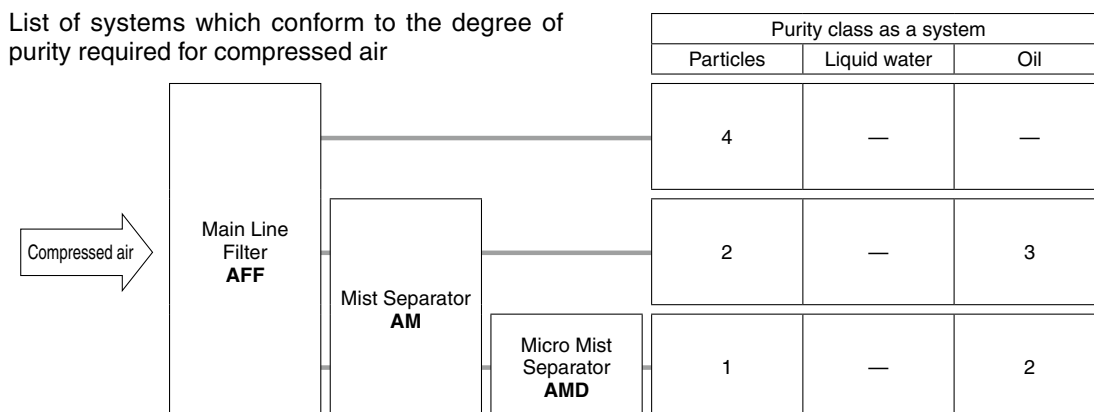 List of systems which conform to the degree of
purity required for compressed air
Purity class as a system
Particles
Liquid water
Oil
4
—
—
Compressed air
Main Line
Filter
AFF
2
—
3
Mist Separator
AM
Micro Mist
Separator
AMD
1
—
2